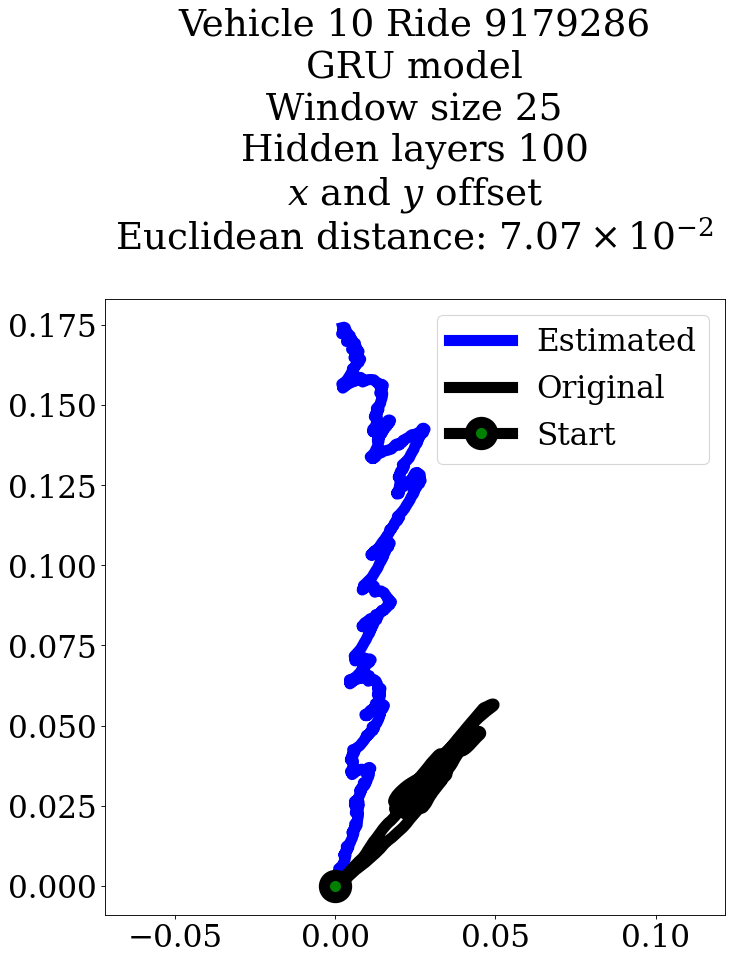 Vehicle 10 Ride 9179286
GRU model
Window size 25
Hidden layers 100
x and y offset
Euclidean distance: 7.07 × 10⁻²
Estimated
Original
Start
0.175
0.150
0.125
0.100
0.075
0.050
0.025
0.000
−0.05 0.00 0.05 0.10